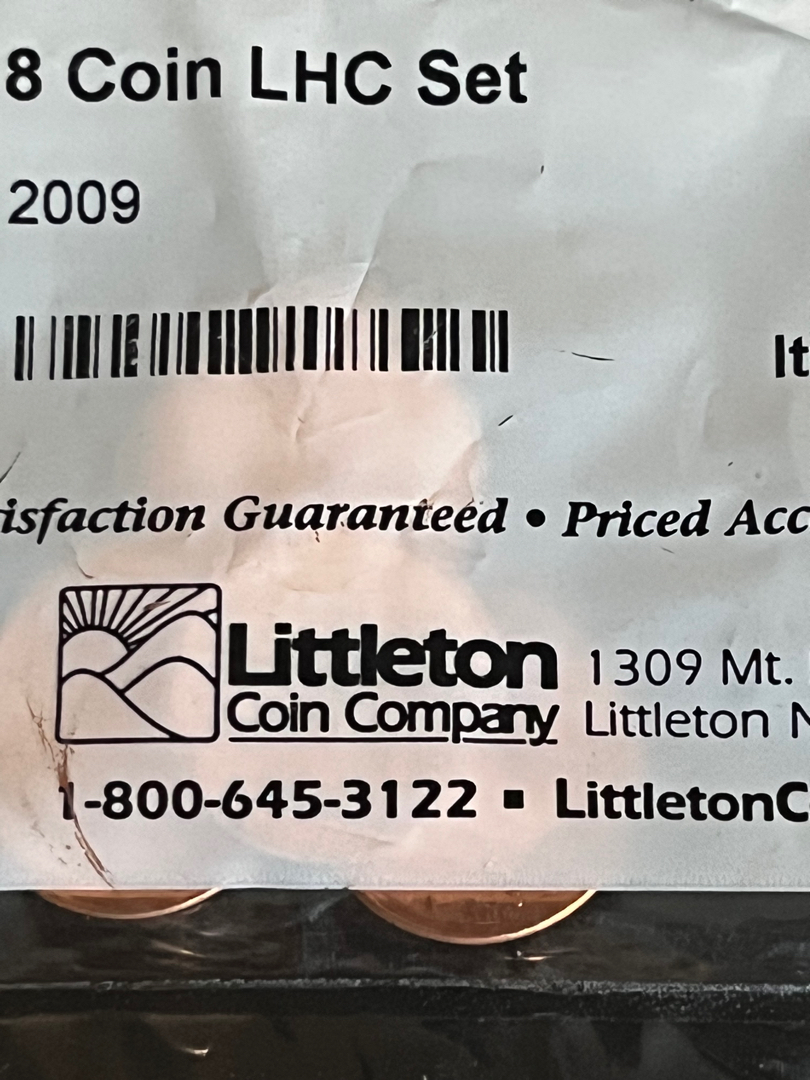 8 Coin LHC Set
2009
It
isfaction Guaranteed • Priced Acc
Littleton
Coin Company
1309 Mt.
Littleton N
1-800-645-3122 ▪ LittletonC